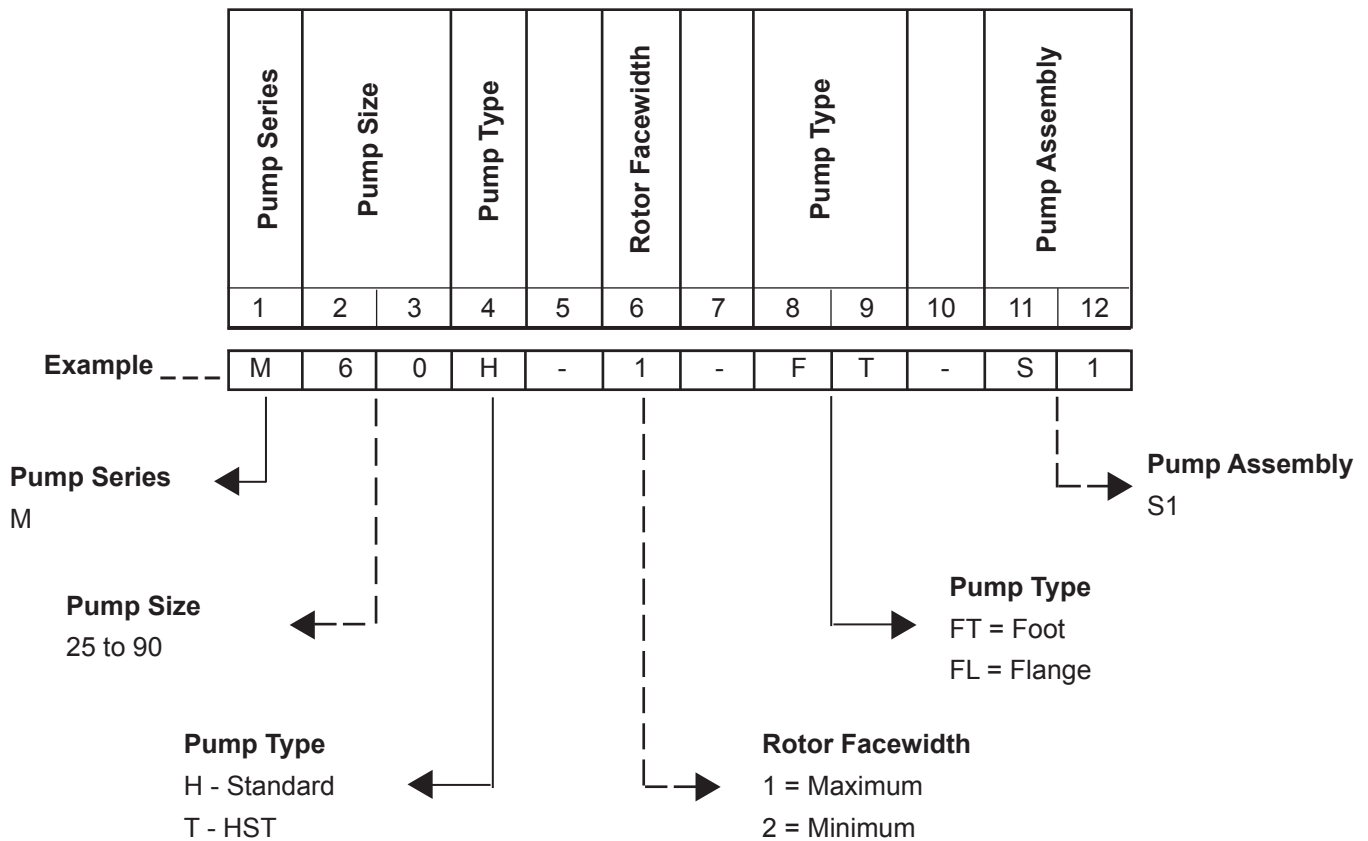 Pump Series
Pump Size
Pump Type
Rotor Facewidth
Pump Type
Pump Assembly
1 2 3 4 5 6 7 8 9 10 11 12
Example _ _ _ M 6 0 H - 1 - F T - S 1
Pump Series
M
Pump Assembly
S1
Pump Size
25 to 90
Pump Type
FT = Foot
FL = Flange
Pump Type
H - Standard
T - HST
Rotor Facewidth
1 = Maximum
2 = Minimum